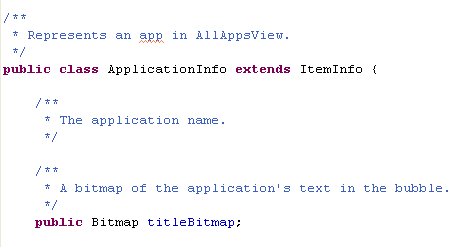 /**
 * Represents an app in AllAppsView.
 */
public class ApplicationInfo extends ItemInfo {
    /**
     * The application name.
     */
    /**
     * A bitmap of the application's text in the bubble.
     */
    public Bitmap titleBitmap;